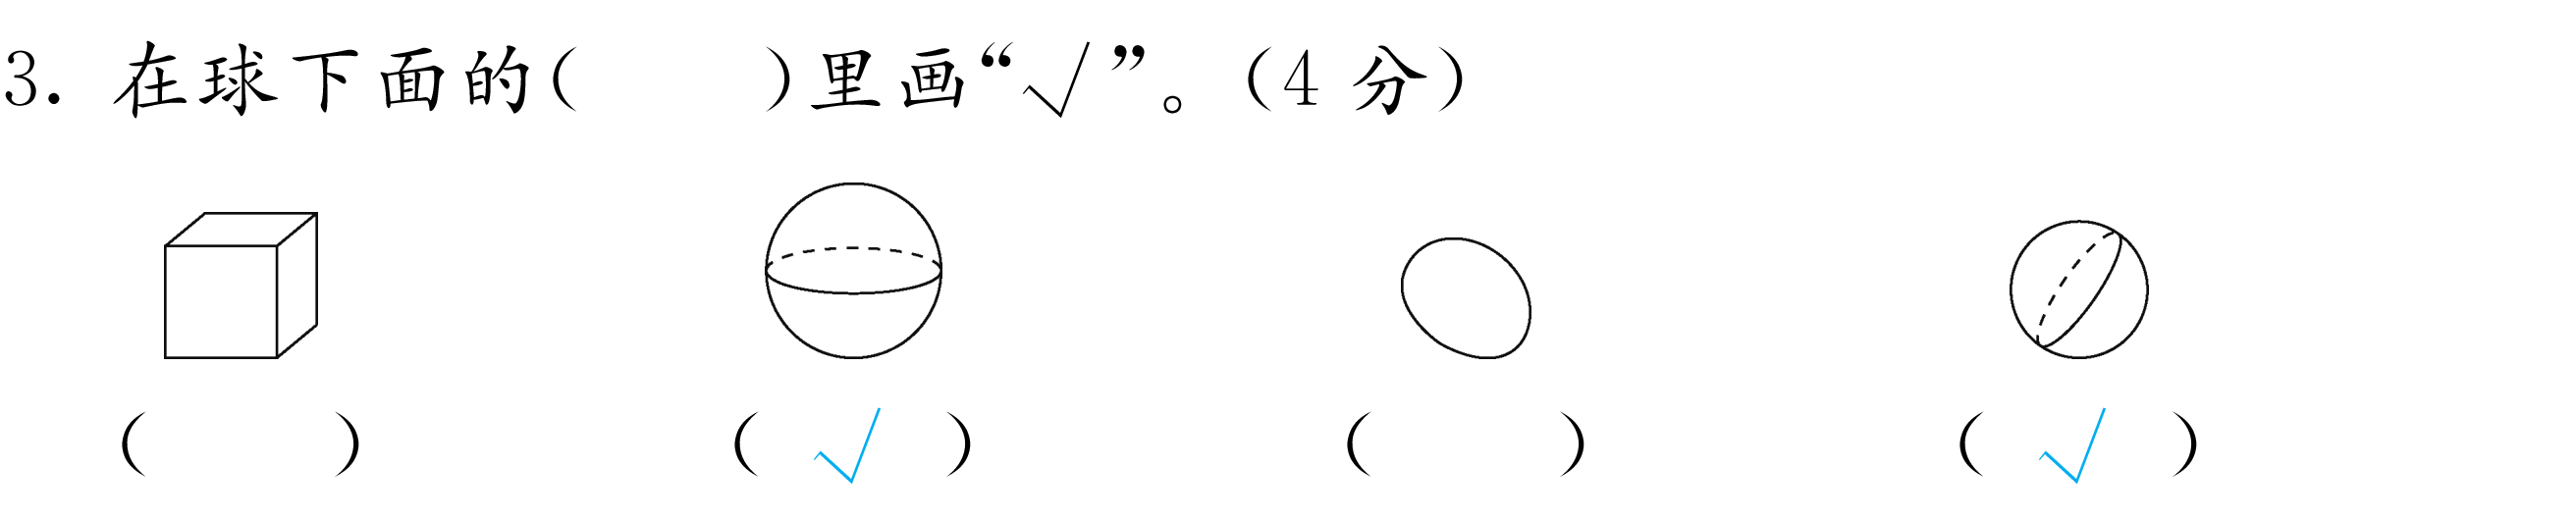 3. 在球下面的(　　)里画“√”。(4 分)
(　　) ( √ ) (　　) ( √ )